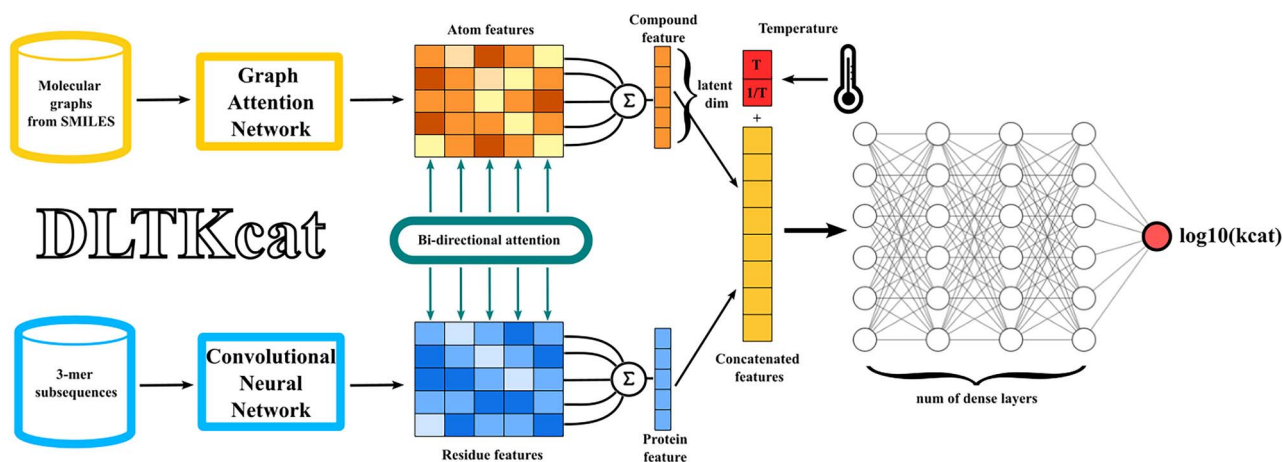 Molecular
graphs
from SMILES
Graph
Attention
Network
Atom features
Σ
Compound
feature
latent
dim
Temperature
T
1/T
+
DLTKcat
Bi-directional attention
3-mer
subsequences
Convolutional
Neural
Network
Residue features
Σ
Protein
feature
Concatenated
features
num of dense layers
log10(kcat)